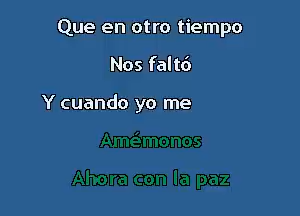 Que en otro tiempo
Nos faltó
Y cuando yo me
Amémonos
Ahora con la paz